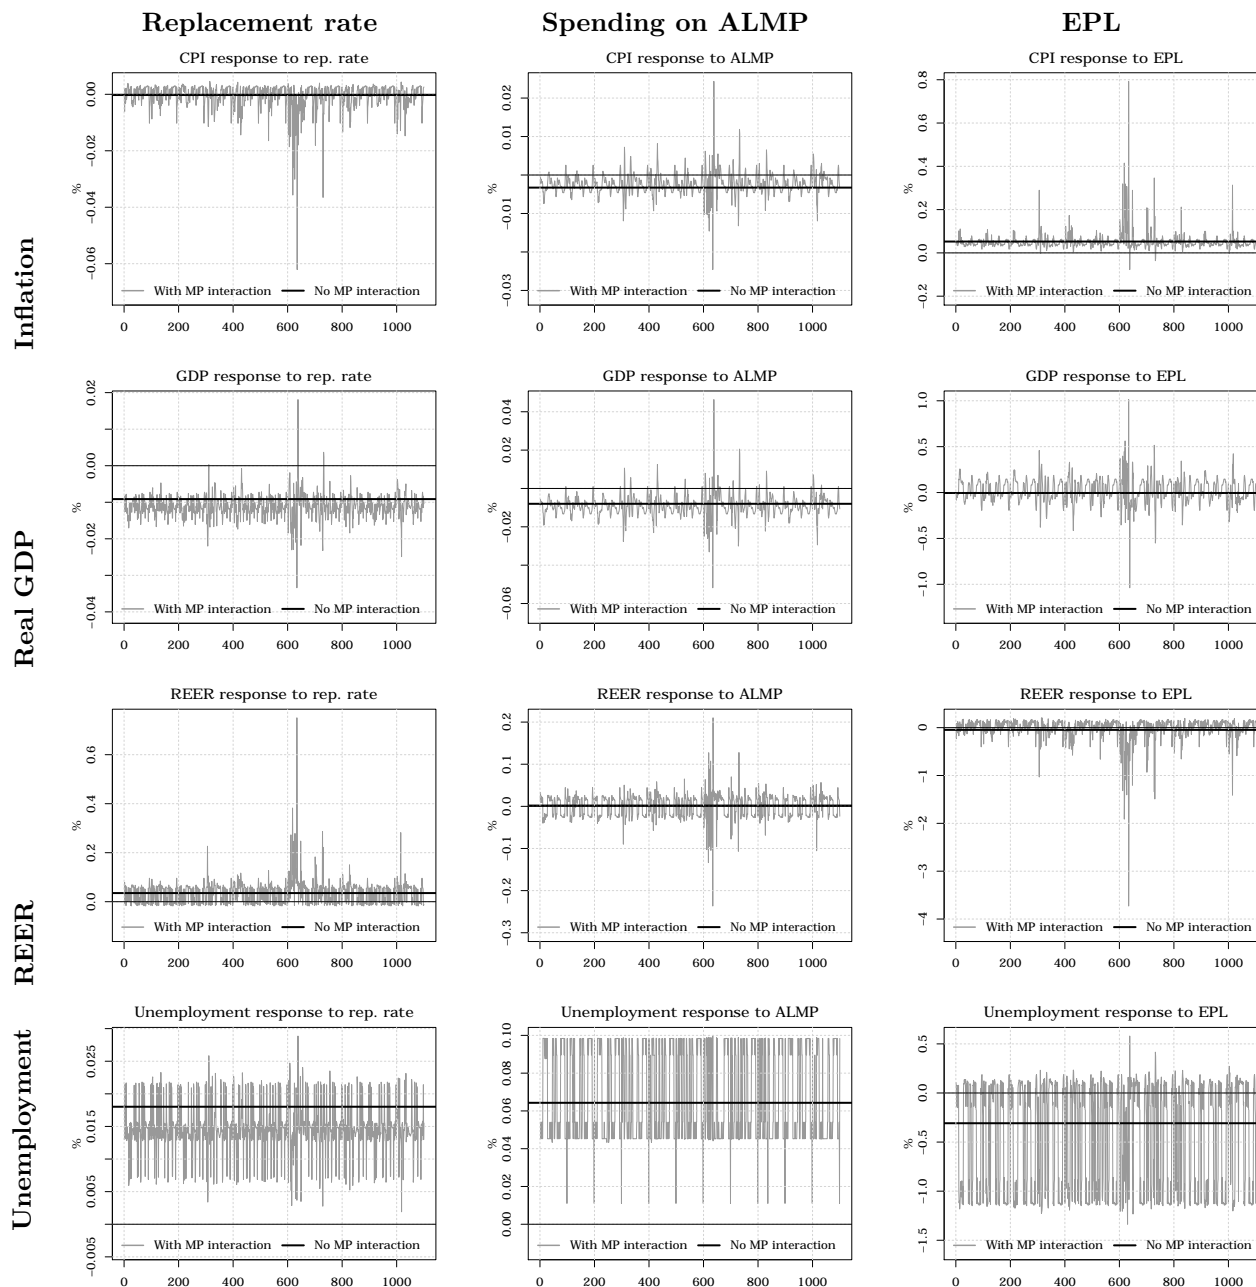 Replacement rate Spending on ALMP EPL
Inflation
CPI response to rep. rate
%
0.00
−0.02
−0.04
−0.06
With MP interaction No MP interaction
0 200 400 600 800 1000
CPI response to ALMP
%
0.02
0.01
−0.01
−0.03
With MP interaction No MP interaction
0 200 400 600 800 1000
CPI response to EPL
%
0.8
0.6
0.4
0.2
0.0
−0.2
With MP interaction No MP interaction
0 200 400 600 800 1000
Real GDP
GDP response to rep. rate
%
0.02
0.00
−0.02
−0.04
With MP interaction No MP interaction
0 200 400 600 800 1000
GDP response to ALMP
%
0.04
0.02
−0.02
−0.06
With MP interaction No MP interaction
0 200 400 600 800 1000
GDP response to EPL
%
1.0
0.5
0.0
−0.5
−1.0
With MP interaction No MP interaction
0 200 400 600 800 1000
REER
REER response to rep. rate
%
0.6
0.4
0.2
0.0
With MP interaction No MP interaction
0 200 400 600 800 1000
REER response to ALMP
%
0.2
0.1
0.0
−0.1
−0.2
−0.3
With MP interaction No MP interaction
0 200 400 600 800 1000
REER response to EPL
%
0
−1
−2
−3
−4
With MP interaction No MP interaction
0 200 400 600 800 1000
Unemployment
Unemployment response to rep. rate
%
0.025
0.015
0.005
−0.005
With MP interaction No MP interaction
0 200 400 600 800 1000
Unemployment response to ALMP
%
0.10
0.08
0.06
0.04
0.02
0.00
With MP interaction No MP interaction
0 200 400 600 800 1000
Unemployment response to EPL
%
0.5
0.0
−0.5
−1.0
−1.5
With MP interaction No MP interaction
0 200 400 600 800 1000